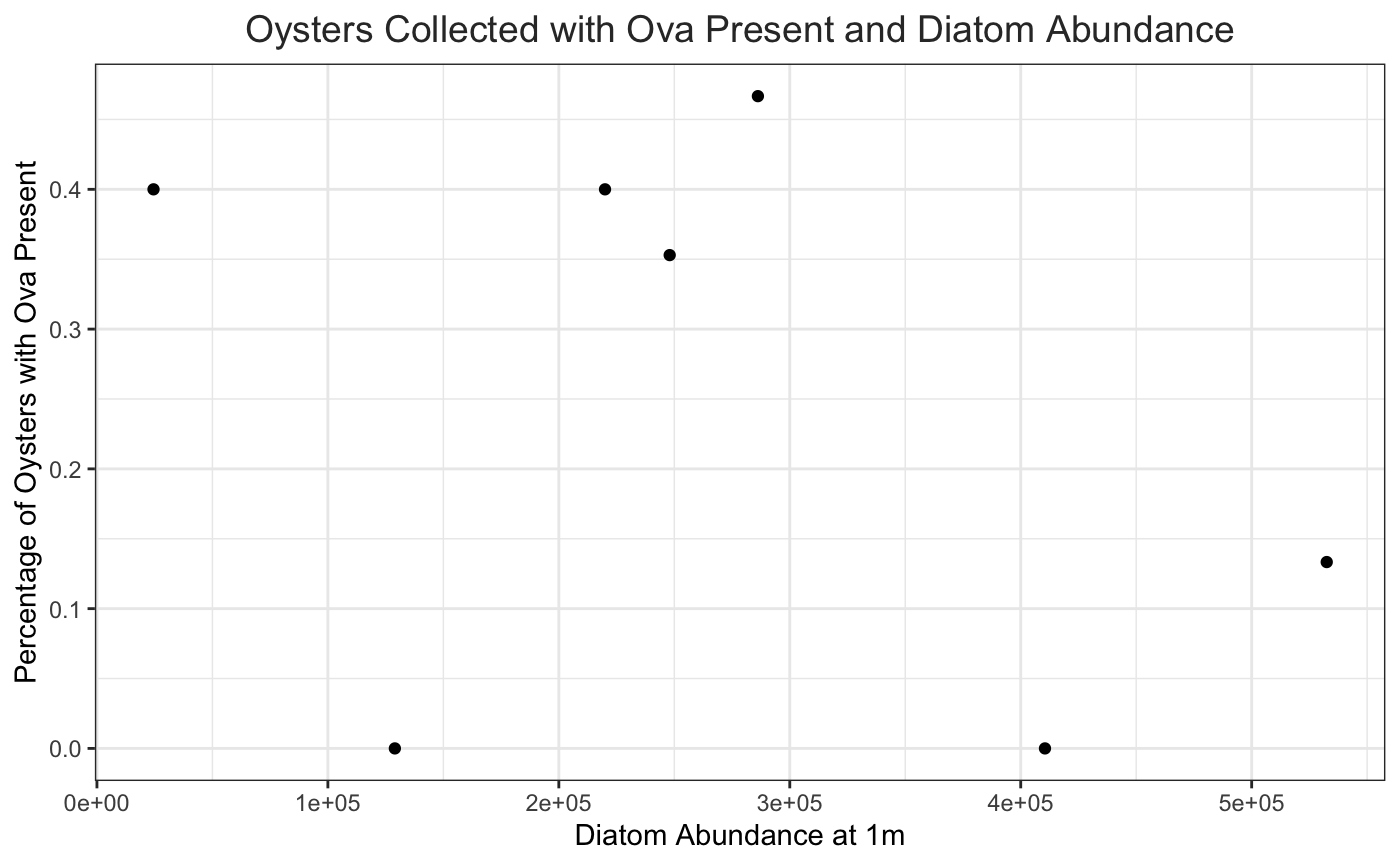 Oysters Collected with Ova Present and Diatom Abundance
Percentage of Oysters with Ova Present
0.4
0.3
0.2
0.1
0.0
0e+00 1e+05 2e+05 3e+05 4e+05 5e+05
Diatom Abundance at 1m